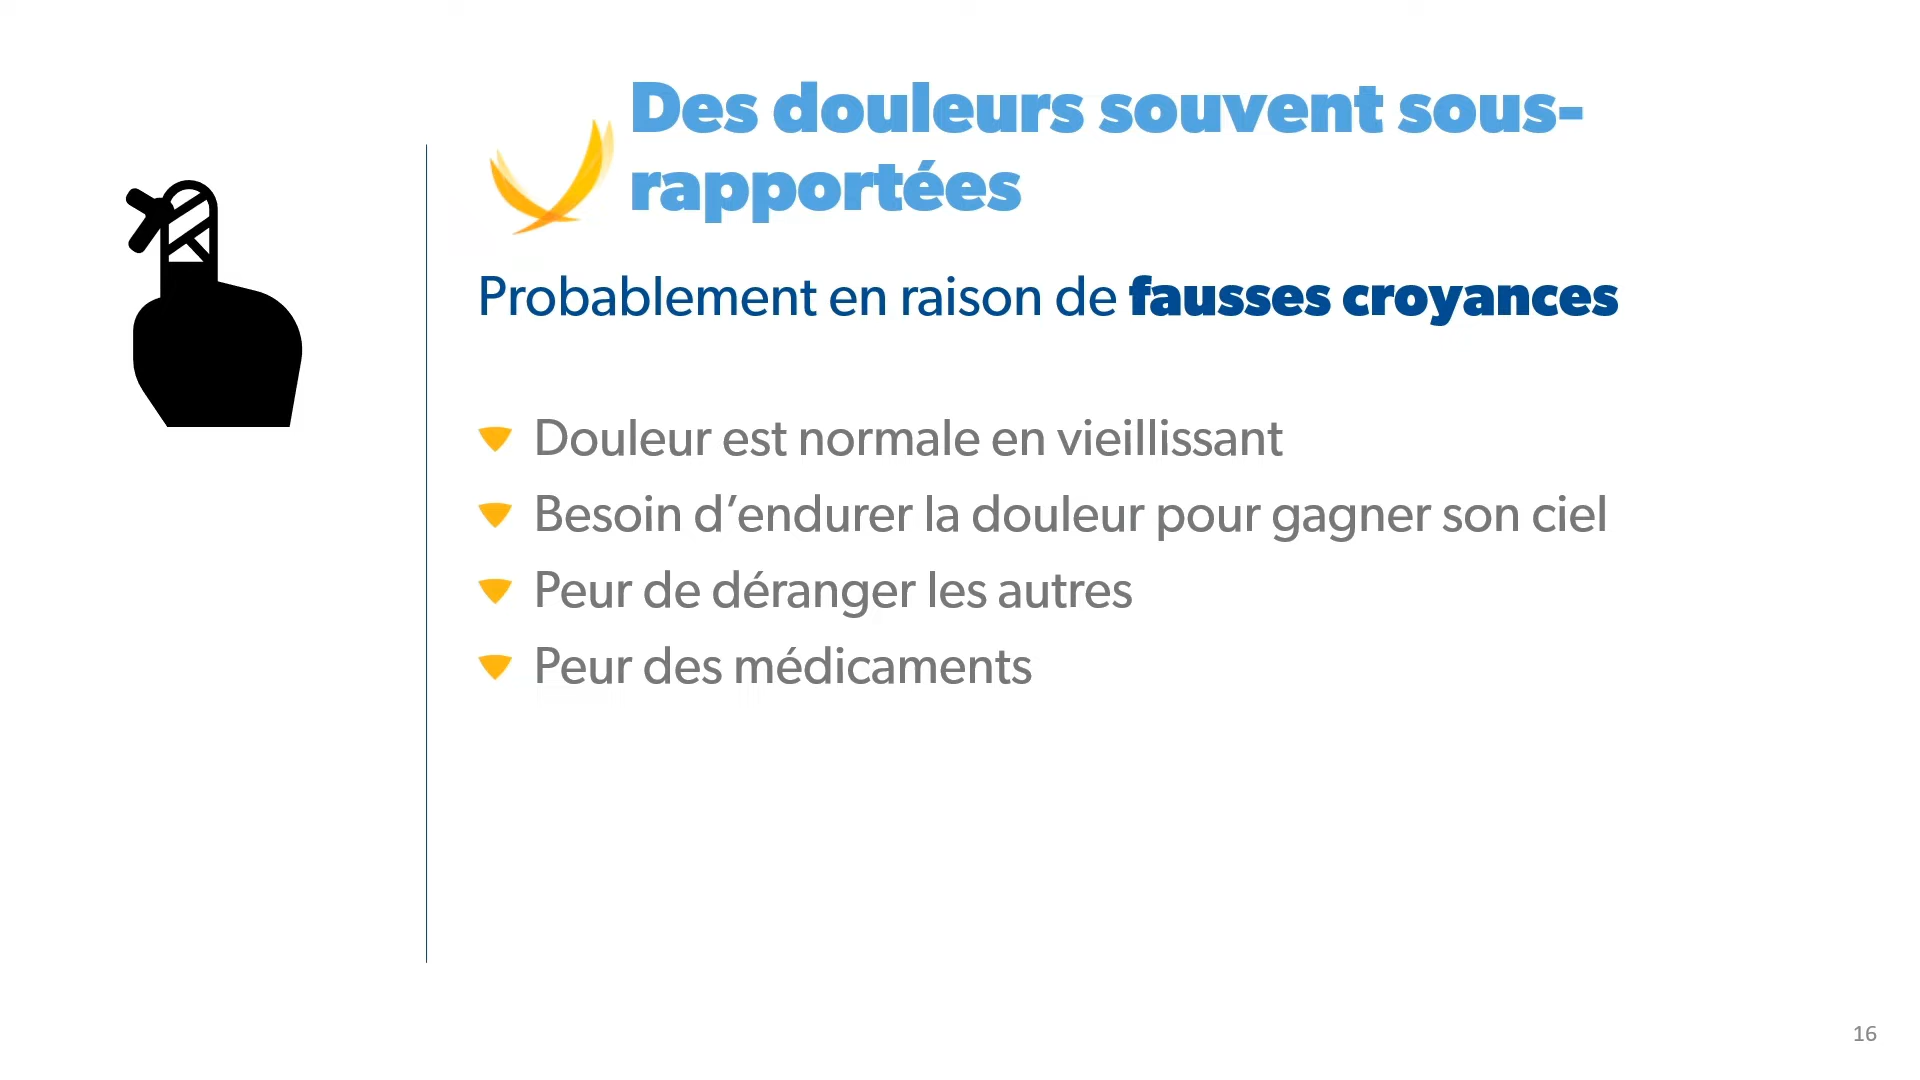 Des douleurs souvent sous-
rapportées
Probablement en raison de fausses croyances
Douleur est normale en vieillissant
Besoin d’endurer la douleur pour gagner son ciel
Peur de déranger les autres
Peur des médicaments
16